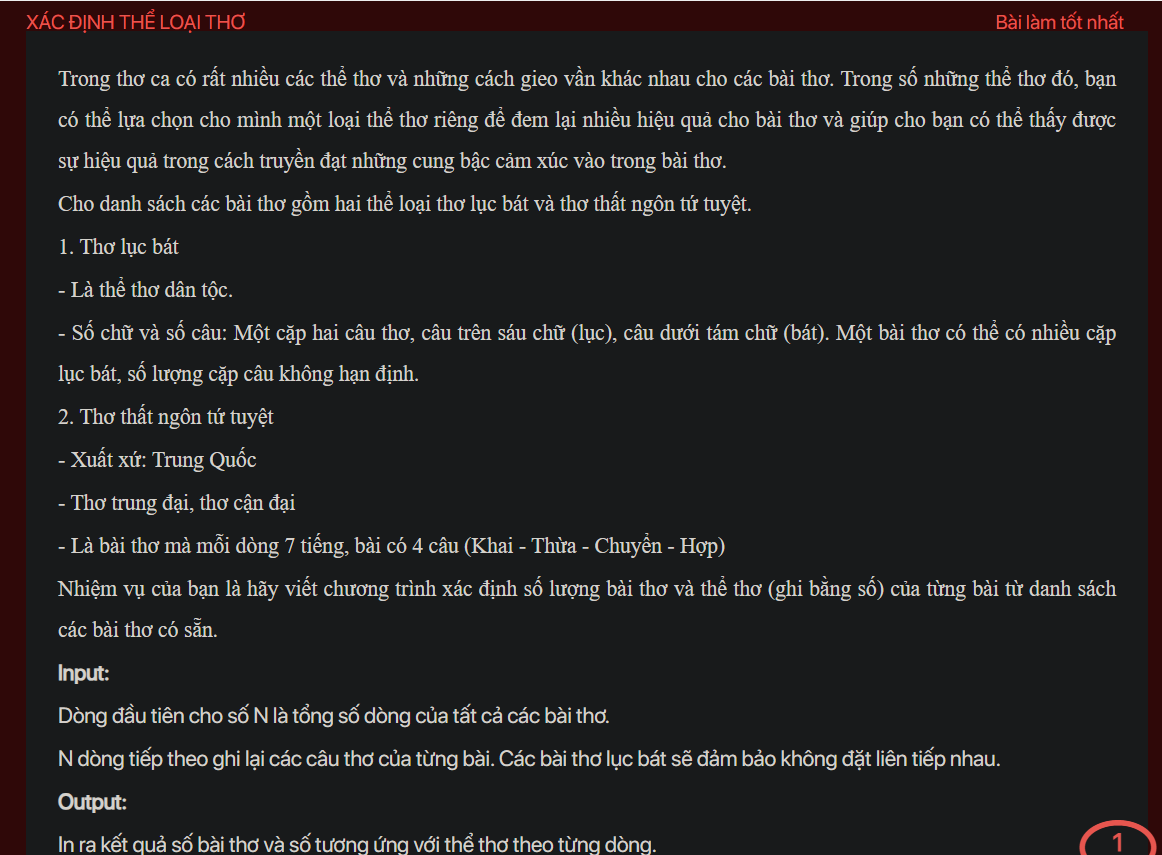 XÁC ĐỊNH THỂ LOẠI THƠ
Bài làm tốt nhất
Trong thơ ca có rất nhiều các thể thơ và những cách gieo vần khác nhau cho các bài thơ. Trong số những thể thơ đó, bạn
có thể lựa chọn cho mình một loại thể thơ riêng để đem lại nhiều hiệu quả cho bài thơ và giúp cho bạn có thể thấy được
sự hiệu quả trong cách truyền đạt những cung bậc cảm xúc vào trong bài thơ.
Cho danh sách các bài thơ gồm hai thể loại thơ lục bát và thơ thất ngôn tứ tuyệt.
1. Thơ lục bát
- Là thể thơ dân tộc.
- Số chữ và số câu: Một cặp hai câu thơ, câu trên sáu chữ (lục), câu dưới tám chữ (bát). Một bài thơ có thể có nhiều cặp
lục bát, số lượng cặp câu không hạn định.
2. Thơ thất ngôn tứ tuyệt
- Xuất xứ: Trung Quốc
- Thơ trung đại, thơ cận đại
- Là bài thơ mà mỗi dòng 7 tiếng, bài có 4 câu (Khai - Thừa - Chuyển - Hợp)
Nhiệm vụ của bạn là hãy viết chương trình xác định số lượng bài thơ và thể thơ (ghi bằng số) của từng bài từ danh sách
các bài thơ có sẵn.
Input:
Dòng đầu tiên cho số N là tổng số dòng của tất cả các bài thơ.
N dòng tiếp theo ghi lại các câu thơ của từng bài. Các bài thơ lục bát sẽ đảm bảo không đặt liên tiếp nhau.
Output:
In ra kết quả số bài thơ và số tương ứng với thể thơ theo từng dòng.
1